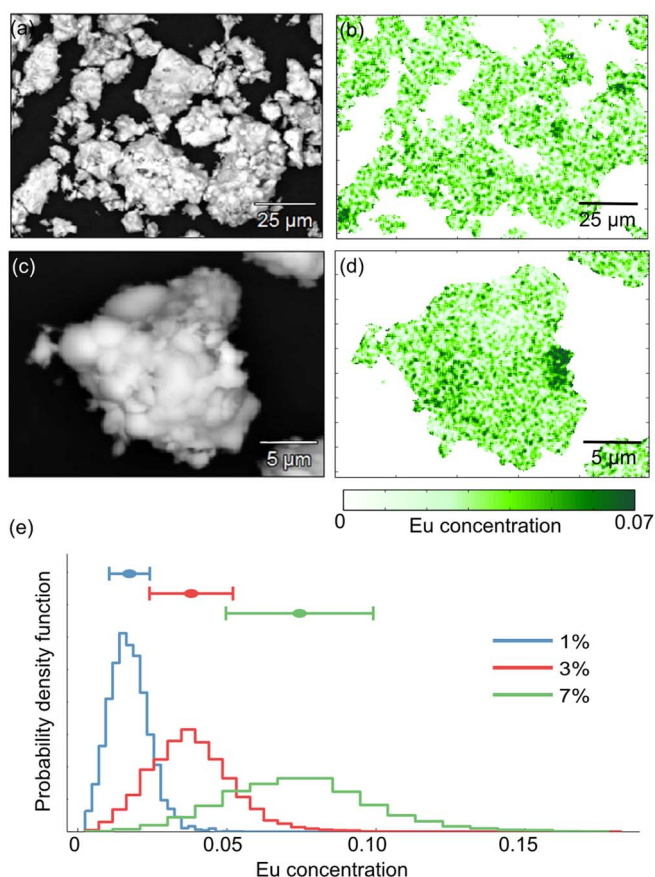 (a)
(b)
25 µm
25 µm
(c)
(d)
5 µm
5 µm
0
0.07
Eu concentration
(e)
Probability density function
1%
3%
7%
0
0.05
0.10
0.15
Eu concentration